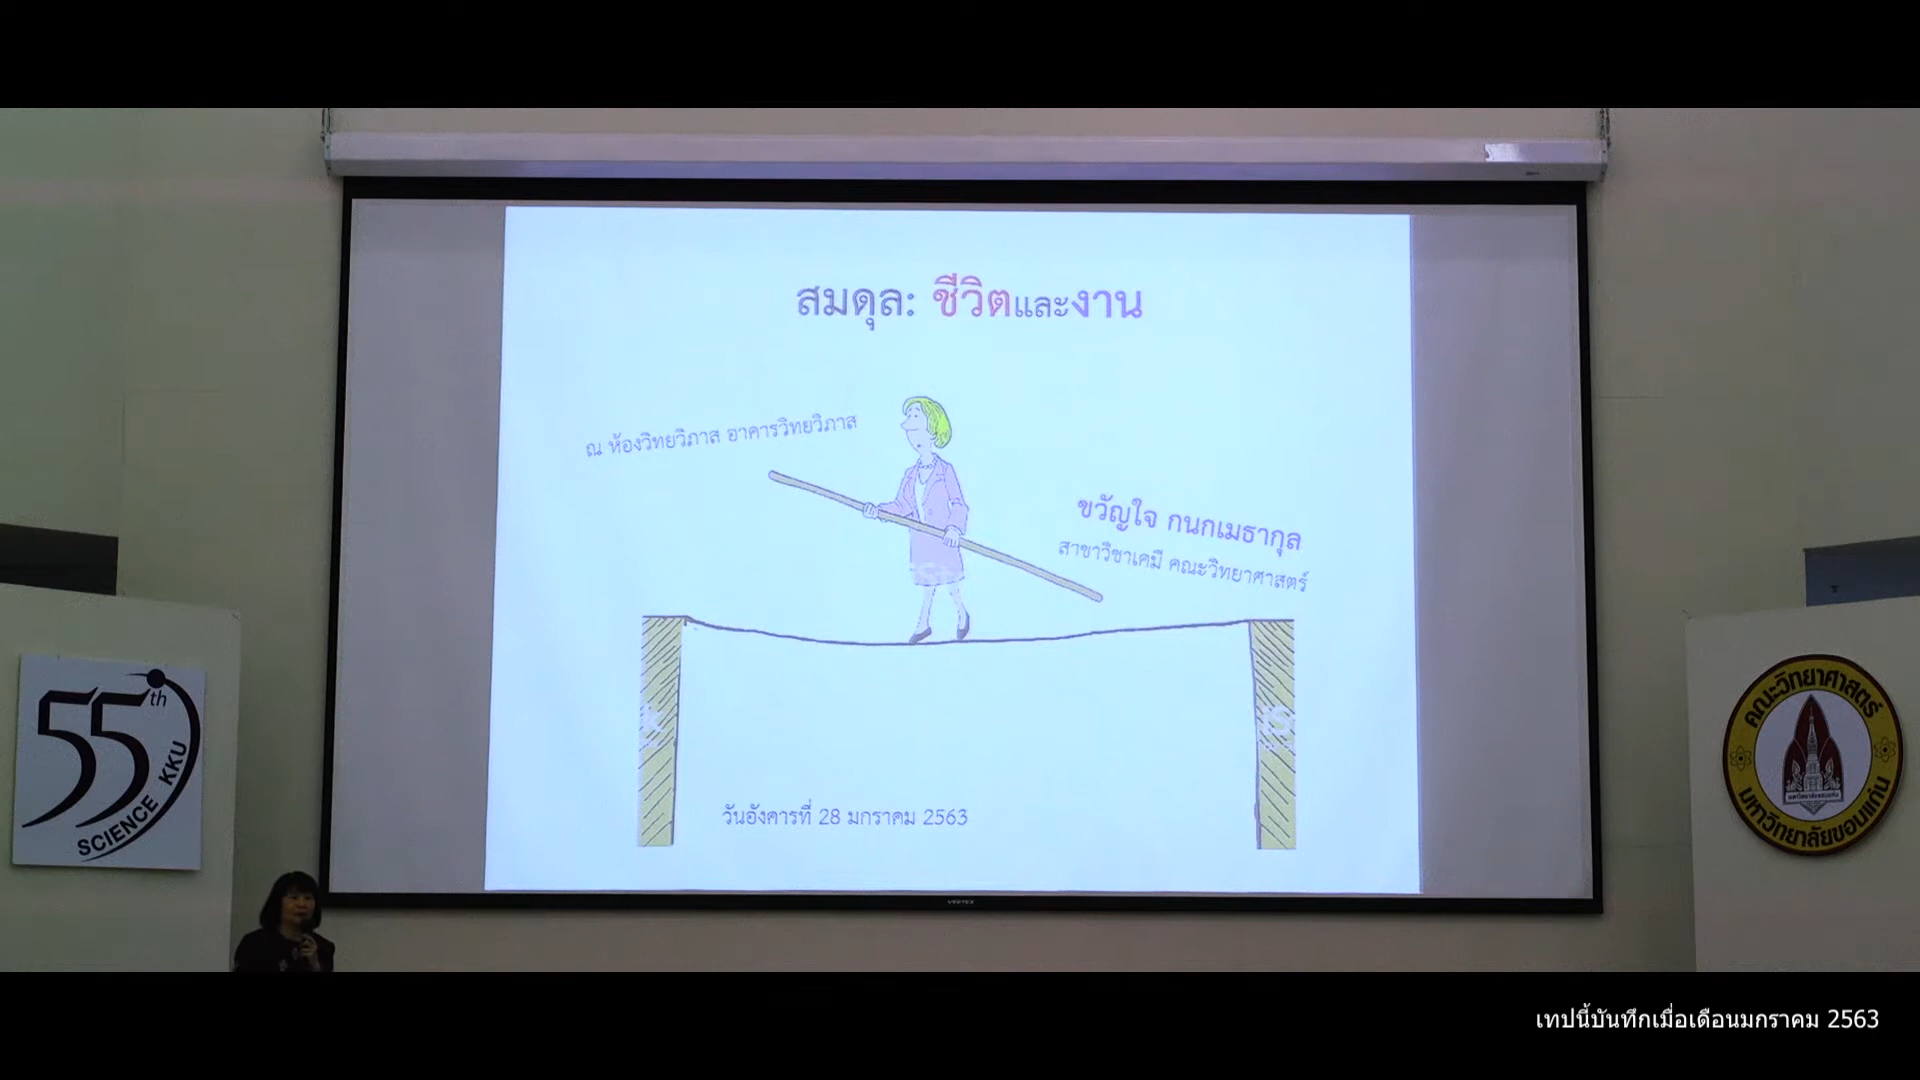 สมดุล: ชีวิตและงาน
ณ ห้องวิทยวิภาส อาคารวิทยวิภาส
ขวัญใจ กนกเมธากุล
สาขาวิชาเคมี คณะวิทยาศาสตร์
วันอังคารที่ 28 มกราคม 2563
55th
SCIENCE KKU
คณะวิทยาศาสตร์
มหาวิทยาลัยขอนแก่น
VERTEX
เทปนี้บันทึกเมื่อเดือนมกราคม 2563